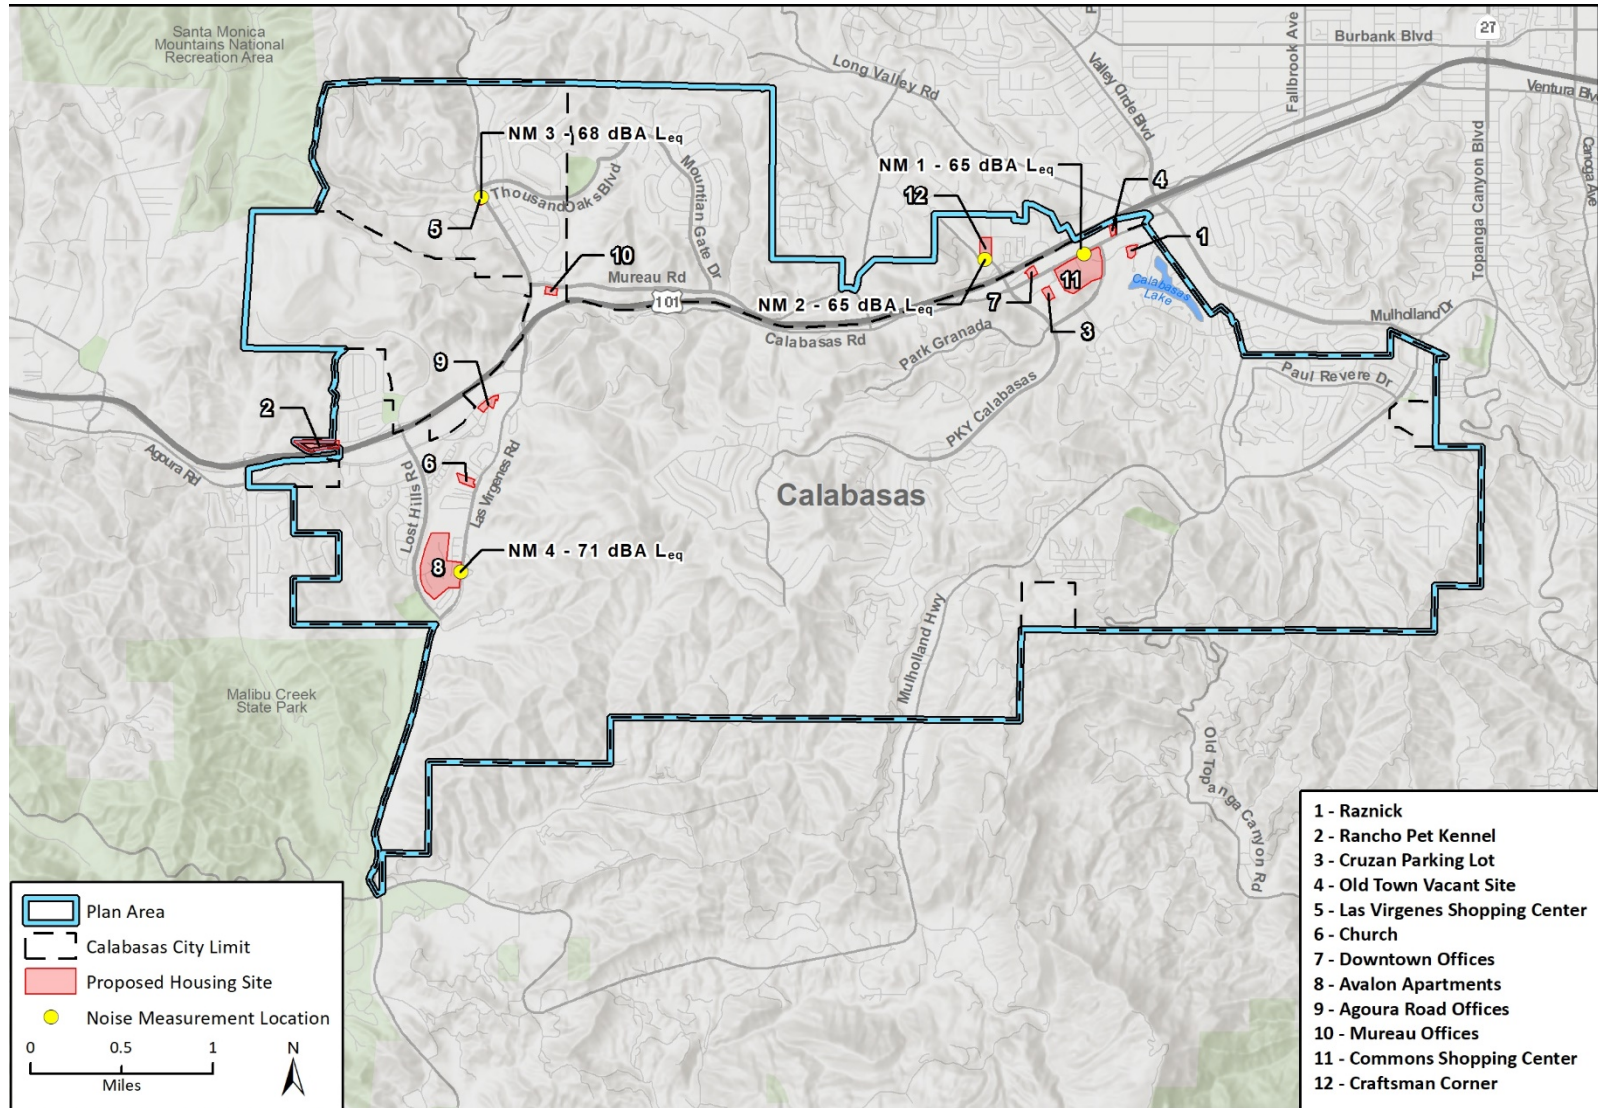 Santa Monica
Mountains National
Recreation Area
27
Burbank Blvd
Fallbrook Ave
Ventura Blv
Long Valley Rd
Valley Circle Blvd
Topanga Canyon Blvd
Canoga Ave
NM 3 - 68 dBA Leq
Thousand Oaks Blvd
Mountian Gate Dr
NM 1 - 65 dBA Leq
12
4
5
1
10
Mureau Rd
101
11
Calabasas
Lake
NM 2 - 65 dBA Leq
7
3
Mulholland Dr
Calabasas Rd
Park Granada
Paul Revere Dr
9
2
PKY Calabasas
Agoura Rd
6
Lost Hills Rd
Las Virgenes Rd
Calabasas
8
NM 4 - 71 dBA Leq
Mulholland Hwy
Malibu Creek
State Park
Old Topanga Canyon Rd
Plan Area
Calabasas City Limit
Proposed Housing Site
Noise Measurement Location
0 0.5 1
Miles
N
1 - Raznick
2 - Rancho Pet Kennel
3 - Cruzan Parking Lot
4 - Old Town Vacant Site
5 - Las Virgenes Shopping Center
6 - Church
7 - Downtown Offices
8 - Avalon Apartments
9 - Agoura Road Offices
10 - Mureau Offices
11 - Commons Shopping Center
12 - Craftsman Corner